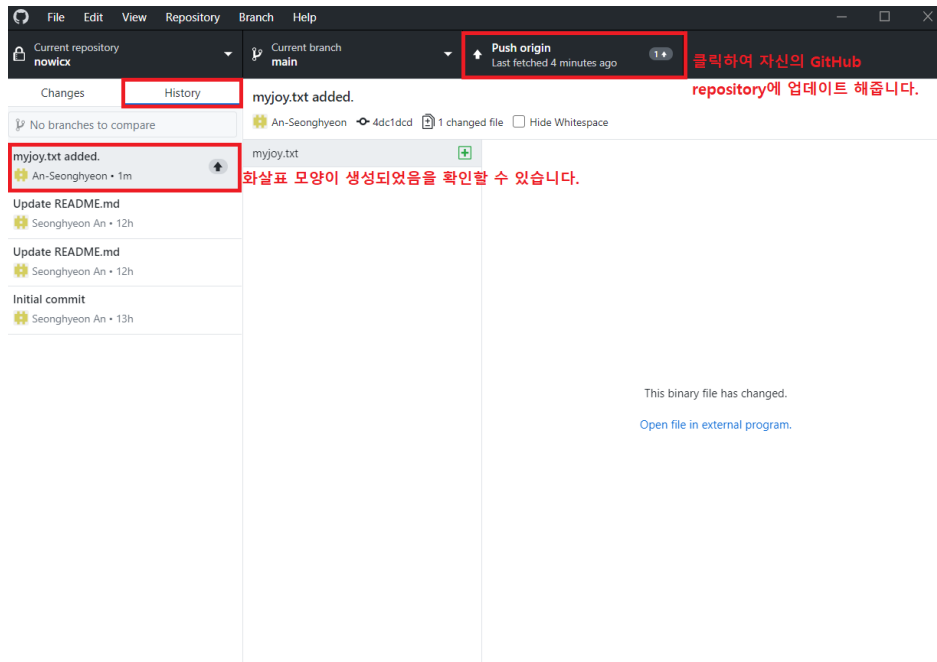 File Edit View Repository Branch Help
Current repository
nowicx
Current branch
main
Push origin
Last fetched 4 minutes ago
1
클릭하여 자신의 GitHub
repository에 업데이트 해줍니다.
Changes
History
No branches to compare
myjoy.txt added.
An-Seonghyeon • 1m
Update README.md
Seonghyeon An • 12h
Update README.md
Seonghyeon An • 12h
Initial commit
Seonghyeon An • 13h
myjoy.txt added.
An-Seonghyeon 4dc1dcd 1 changed file Hide Whitespace
myjoy.txt
화살표 모양이 생성되었음을 확인할 수 있습니다.
This binary file has changed.
Open file in external program.